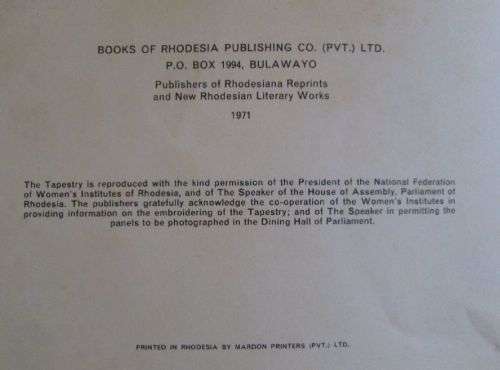 BOOKS OF RHODESIA PUBLISHING CO. (PVT.) LTD.
P.O. BOX 1994, BULAWAYO
Publishers of Rhodesiana Reprints
and New Rhodesian Literary Works
1971
The Tapestry is reproduced with the kind permission of the President of the National Federation
of Women's Institutes of Rhodesia, and of The Speaker of the House of Assembly, Parliament of
Rhodesia. The publishers gratefully acknowledge the co-operation of the Women's Institutes in
providing information on the embroidering of the Tapestry; and of The Speaker in permitting the
panels to be photographed in the Dining Hall of Parliament.
PRINTED IN RHODESIA BY MARDON PRINTERS (PVT.) LTD.